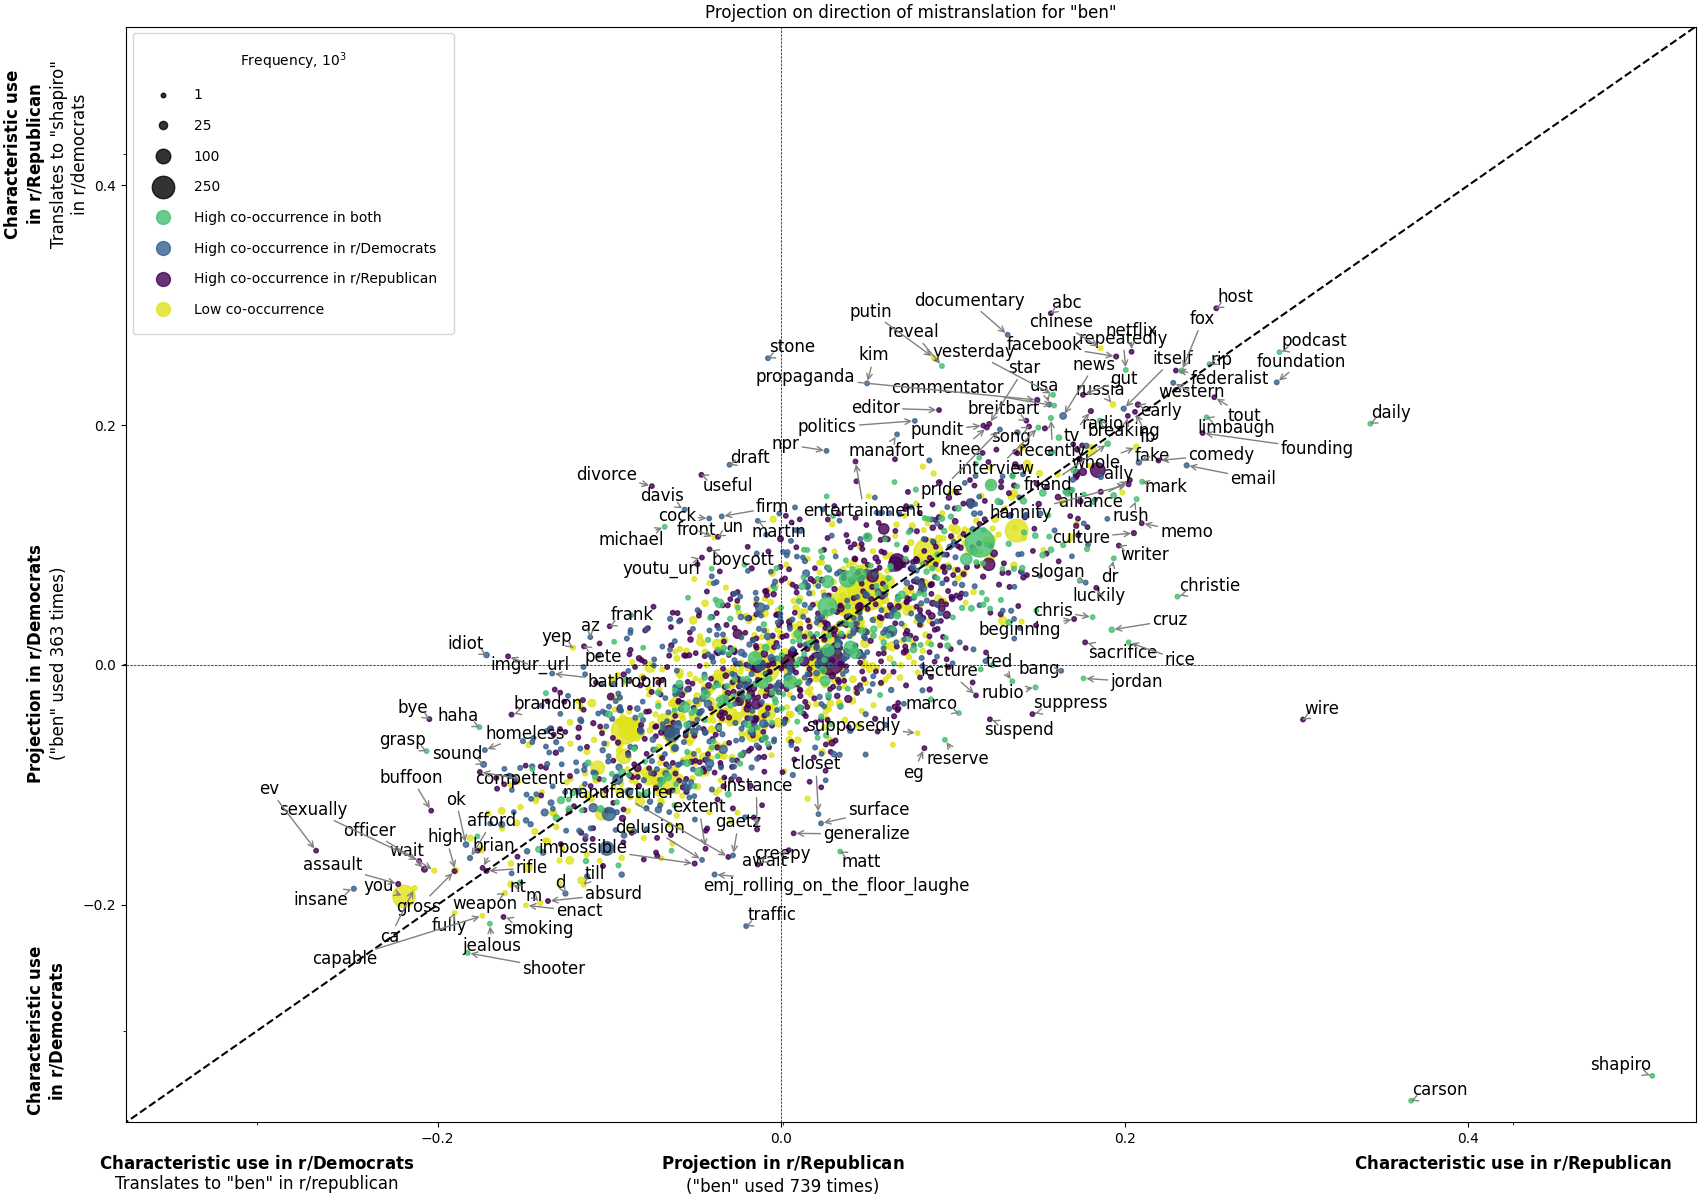 Projection on direction of mistranslation for "ben"
Characteristic use
in r/Republican
Translates to "shapiro"
in r/democrats
Projection in r/Democrats
("ben" used 363 times)
Characteristic use
in r/Democrats
Frequency, 10³
1
25
100
250
High co-occurrence in both
High co-occurrence in r/Democrats
High co-occurrence in r/Republican
Low co-occurrence
0.4
0.2
0.0
−0.2
host
documentary
abc
putin
chinese
fox
reveal
netflix
repeatedly
podcast
stone
kim
yesterday
facebook
itself
rip
foundation
star
news
propaganda
gut
federalist
commentator
usa
russia
western
editor
breitbart
early
tout
daily
politics
pundit
radio
breaking
fb
limbaugh
npr
manafort
knee
song
tv
recently
founding
draft
whole
fake
comedy
divorce
useful
interview
ally
email
pride
friend
mark
davis
firm
entertainment
alliance
cock
hannity
rush
front
un
martin
memo
michael
culture
boycott
writer
youtu_url
slogan
dr
christie
luckily
frank
chris
cruz
az
beginning
yep
idiot
pete
sacrifice
rice
imgur_url
lecture
ted
bang
bathroom
jordan
rubio
brandon
marco
suppress
wire
bye
haha
homeless
supposedly
suspend
grasp
sound
closet
reserve
eg
buffoon
competent
instance
ev
manufacturer
sexually
ok
extent
surface
officer
afford
delusion
gaetz
generalize
high
wait
brian
impossible
creepy
await
matt
assault
rifle
till
you
d
emj_rolling_on_the_floor_laughe
insane
nt
m
absurd
gross
weapon
enact
traffic
fully
smoking
ca
jealous
capable
shooter
shapiro
carson
−0.2
0.0
0.2
0.4
Characteristic use in r/Democrats
Translates to "ben" in r/republican
Projection in r/Republican
("ben" used 739 times)
Characteristic use in r/Republican